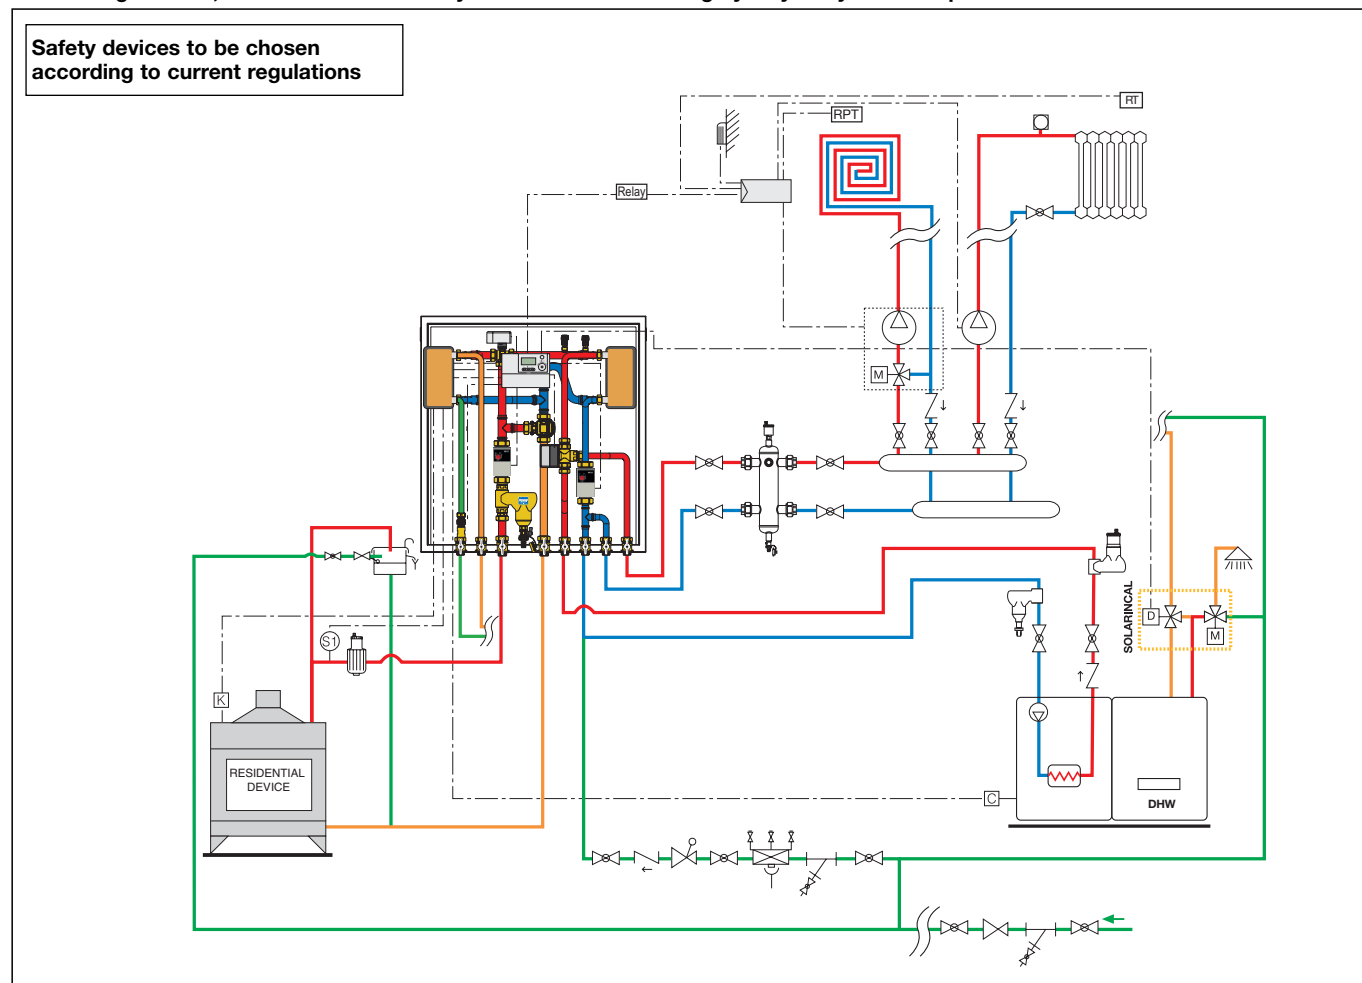 Safety devices to be chosen
according to current regulations
RT
RPT
Relay
M
S1
K
RESIDENTIAL
DEVICE
SOLARINCAL
D
M
C
DHW